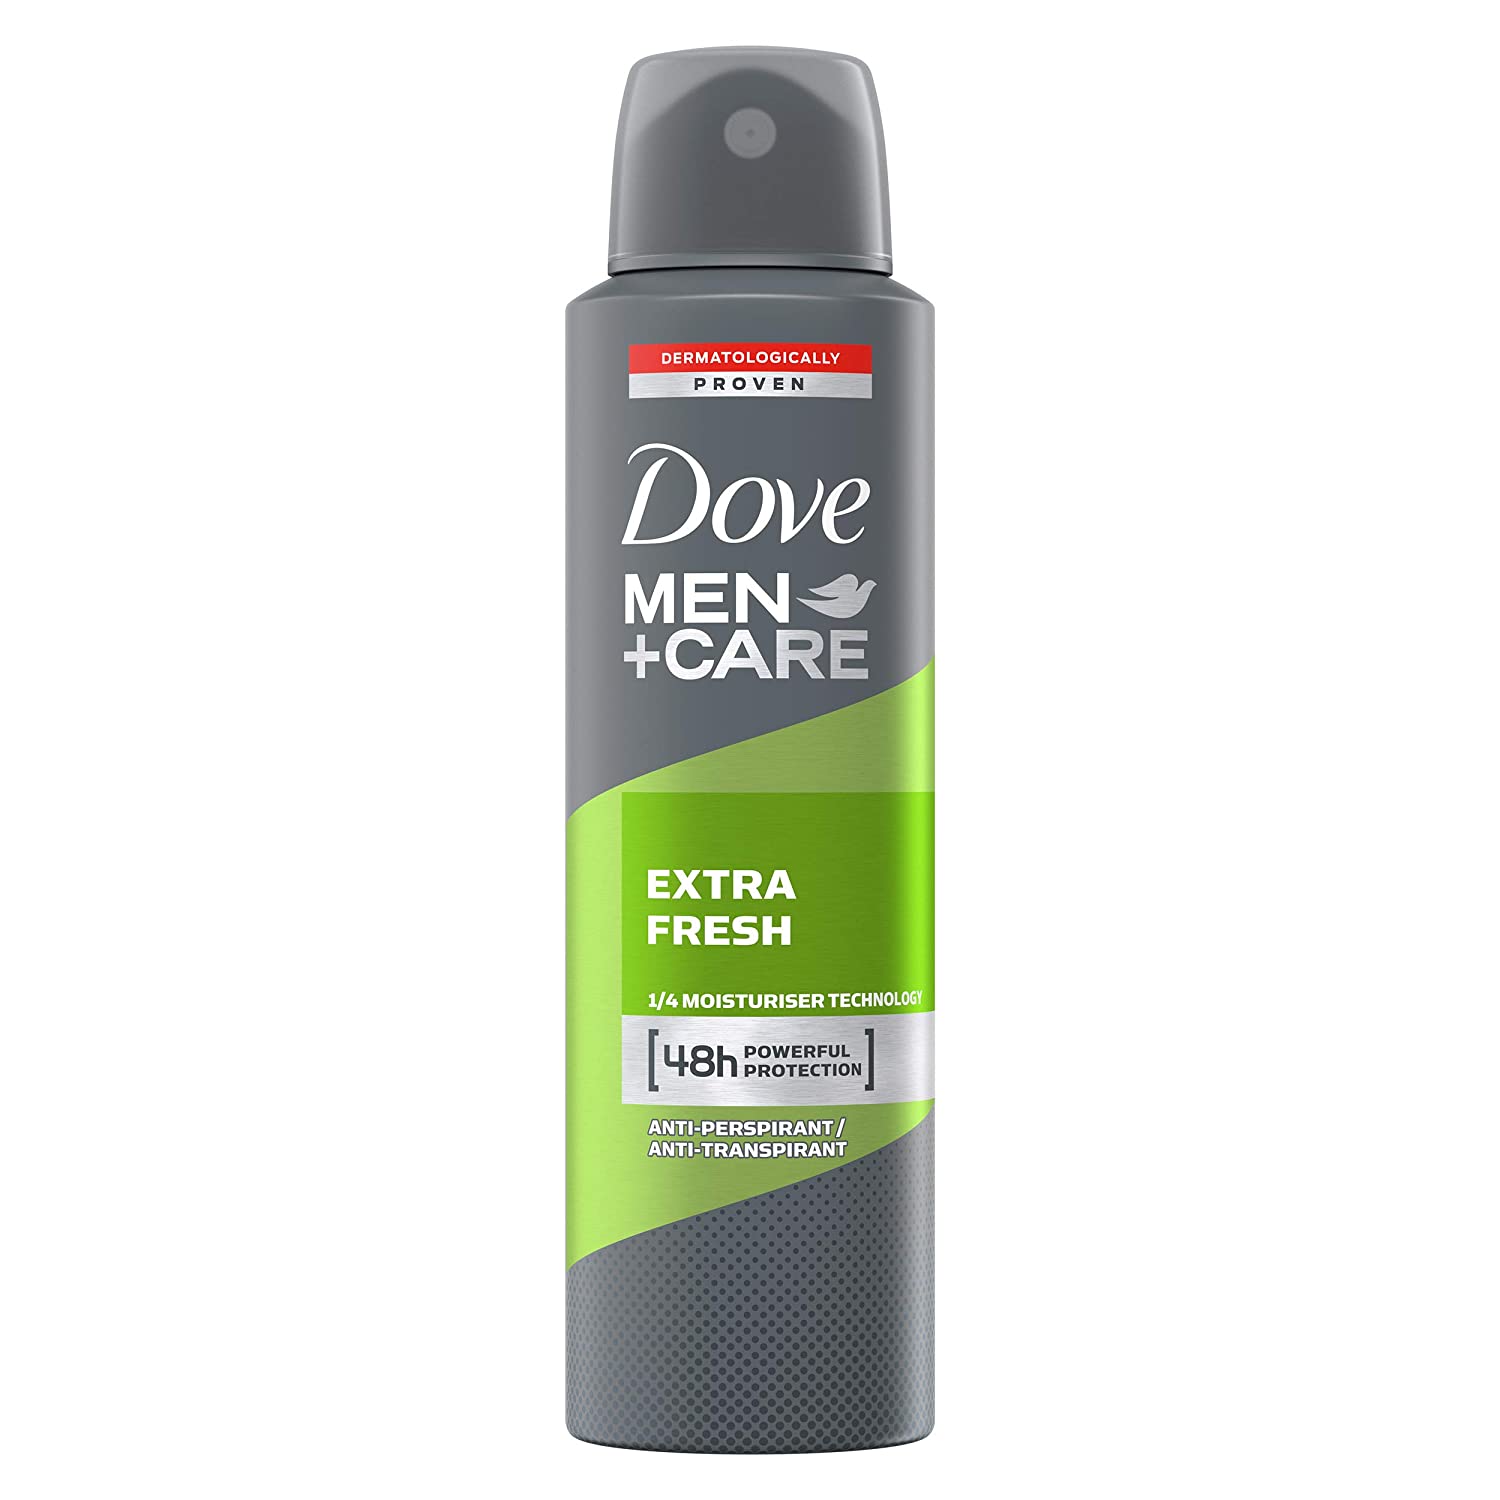 DERMATOLOGICALLY
PROVEN
Dove
MEN
+CARE
EXTRA
FRESH
1/4 MOISTURISER TECHNOLOGY
[48h POWERFUL
PROTECTION]
ANTI-PERSPIRANT/
ANTI-TRANSPIRANT